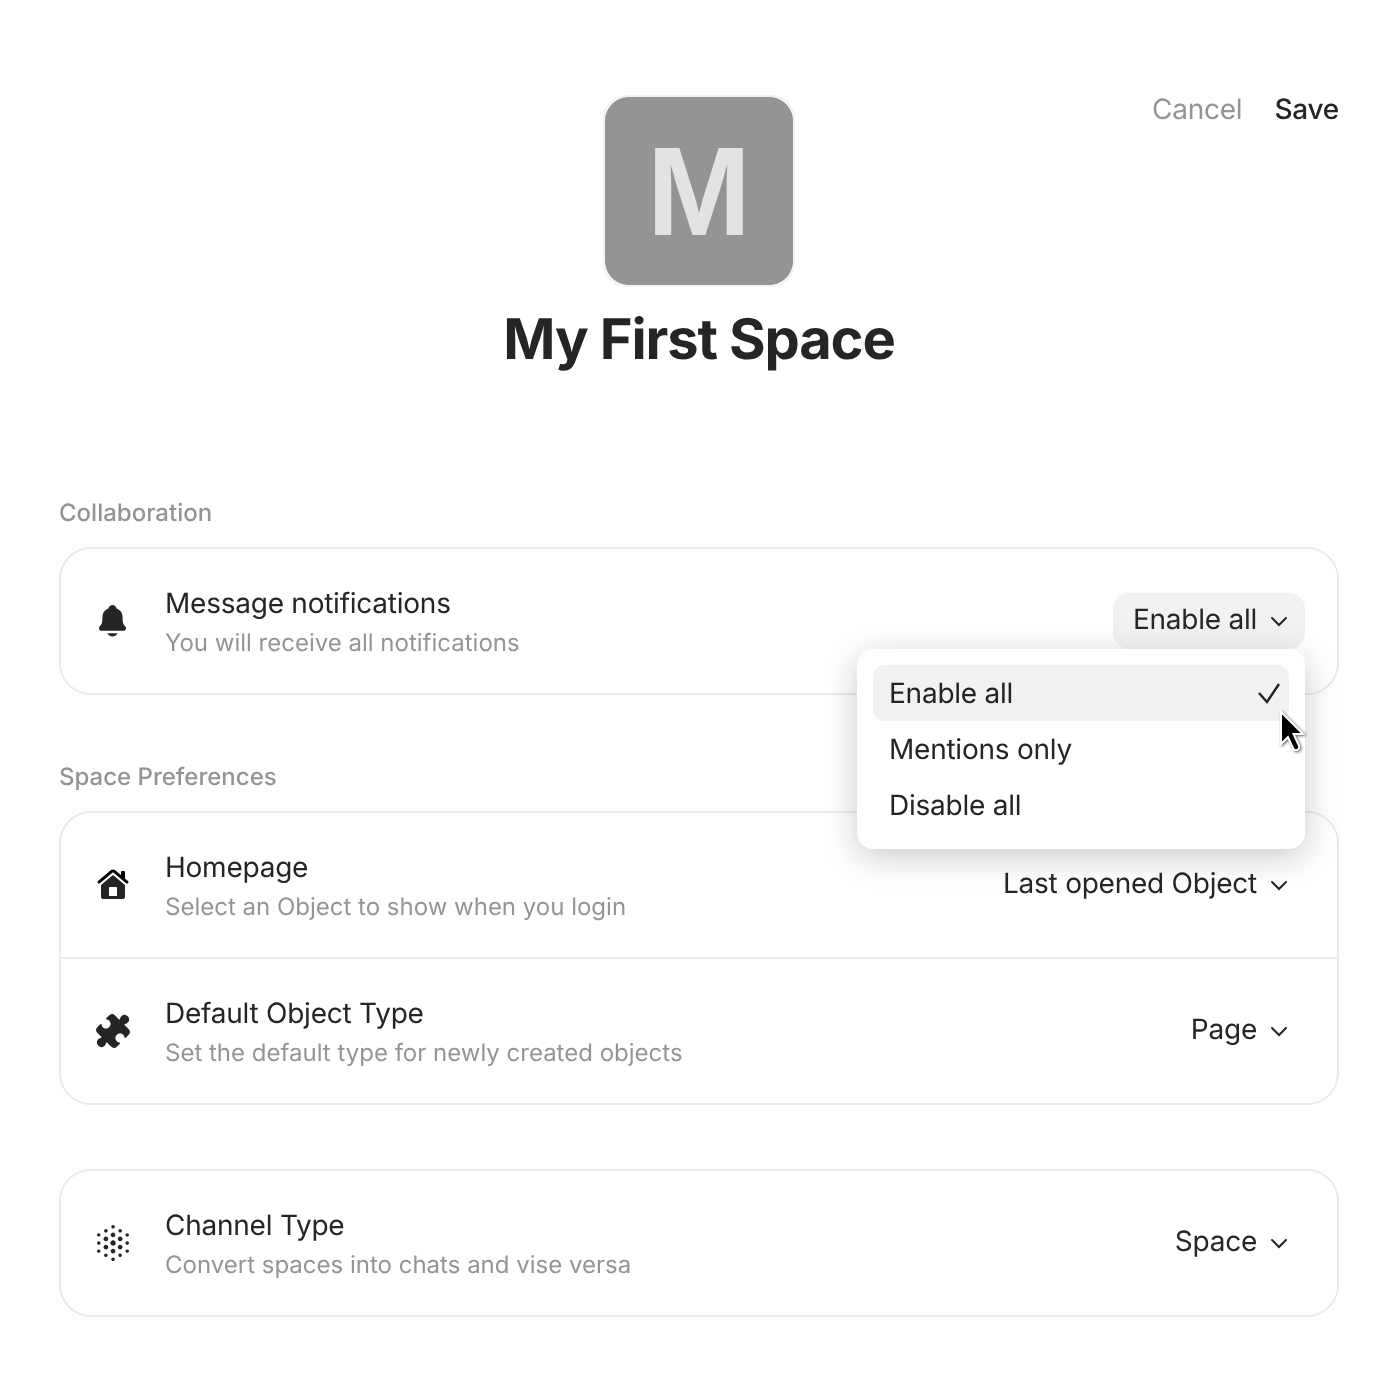 Cancel
Save
M
My First Space
Collaboration
Message notifications
You will receive all notifications
Enable all
Enable all
Mentions only
Disable all
Space Preferences
Homepage
Select an Object to show when you login
Last opened Object
Default Object Type
Set the default type for newly created objects
Page
Channel Type
Convert spaces into chats and vise versa
Space